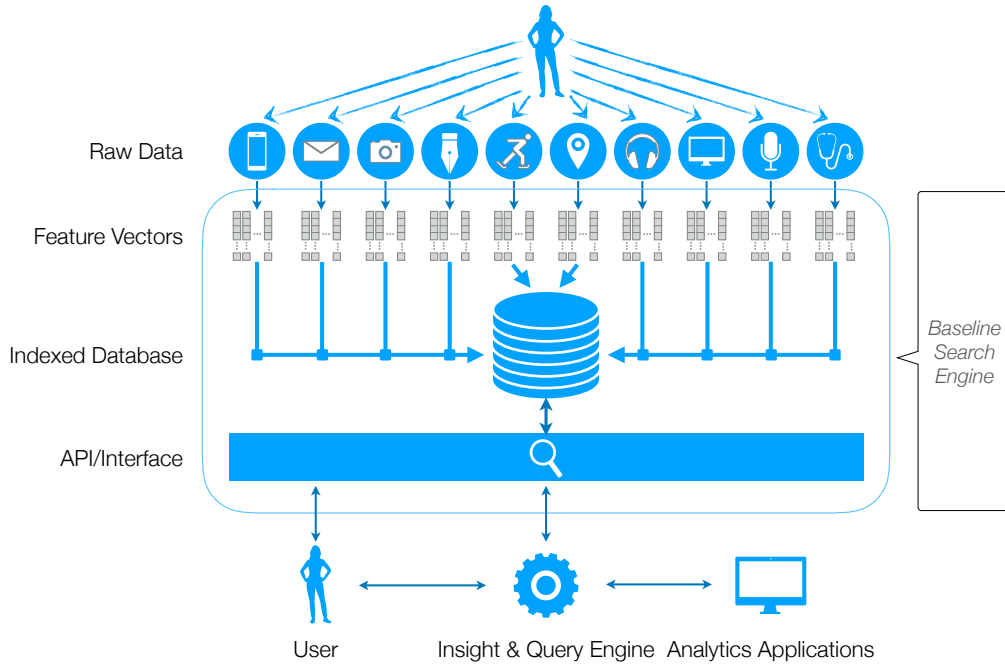 Raw Data
Feature Vectors
Indexed Database
Baseline
Search
Engine
API/Interface
User
Insight & Query Engine
Analytics Applications